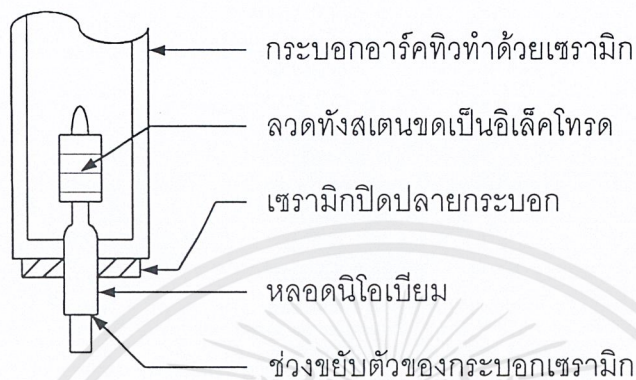 กระบอกอาร์คทิวทำด้วยเซรามิก
ลวดทังสเตนขดเป็นอิเล็คโทรด
เซรามิกปิดปลายกระบอก
หลอดนิโอเบียม
ช่วงขยับตัวของกระบอกเซรามิก